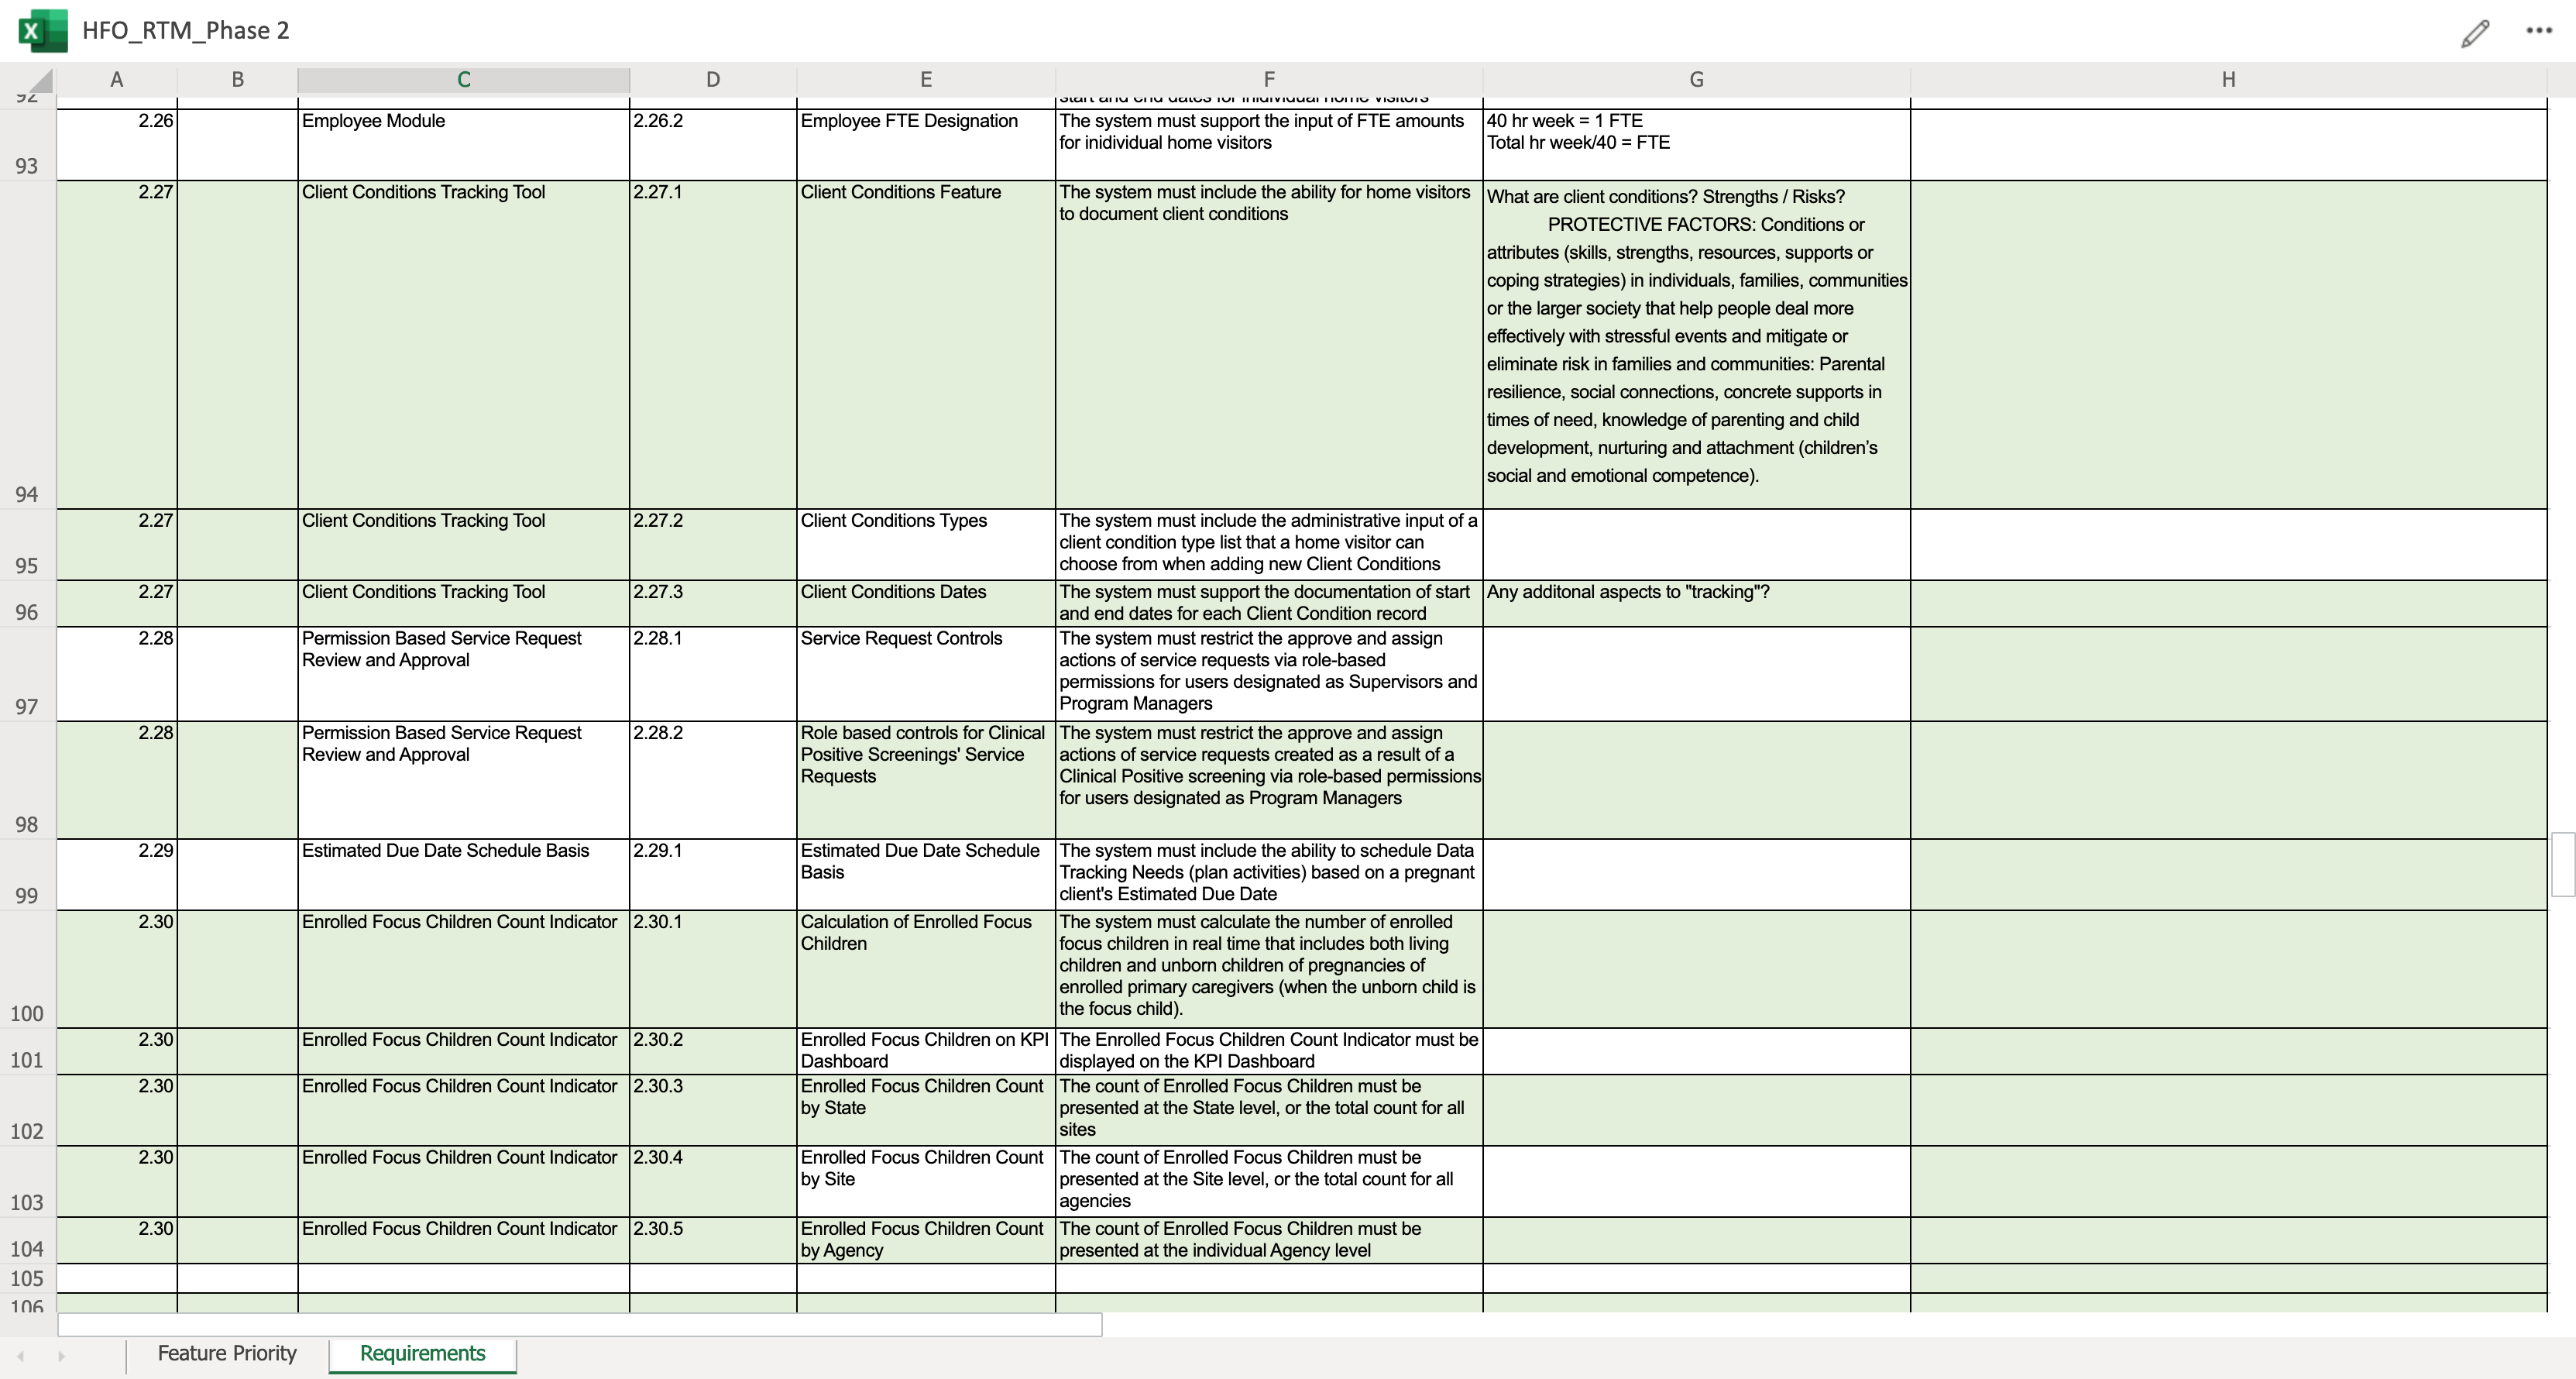 HFO_RTM_Phase 2
A B C D E F G H
92
start and end dates for inidividual home visitors
93 2.26 Employee Module 2.26.2 Employee FTE Designation The system must support the input of FTE amounts 40 hr week = 1 FTE
for inidividual home visitors Total hr week/40 = FTE
94 2.27 Client Conditions Tracking Tool 2.27.1 Client Conditions Feature The system must include the ability for home visitors What are client conditions? Strengths / Risks?
to document client conditions PROTECTIVE FACTORS: Conditions or
attributes (skills, strengths, resources, supports or
coping strategies) in individuals, families, communities
or the larger society that help people deal more
effectively with stressful events and mitigate or
eliminate risk in families and communities: Parental
resilience, social connections, concrete supports in
times of need, knowledge of parenting and child
development, nurturing and attachment (children’s
social and emotional competence).
95 2.27 Client Conditions Tracking Tool 2.27.2 Client Conditions Types The system must include the administrative input of a
client condition type list that a home visitor can
choose from when adding new Client Conditions
96 2.27 Client Conditions Tracking Tool 2.27.3 Client Conditions Dates The system must support the documentation of start Any additonal aspects to "tracking"?
and end dates for each Client Condition record
97 2.28 Permission Based Service Request 2.28.1 Service Request Controls The system must restrict the approve and assign
Review and Approval actions of service requests via role-based
permissions for users designated as Supervisors and
Program Managers
98 2.28 Permission Based Service Request 2.28.2 Role based controls for Clinical The system must restrict the approve and assign
Review and Approval Positive Screenings' Service actions of service requests created as a result of a
Requests Clinical Positive screening via role-based permissions
for users designated as Program Managers
99 2.29 Estimated Due Date Schedule Basis 2.29.1 Estimated Due Date Schedule The system must include the ability to schedule Data
Basis Tracking Needs (plan activities) based on a pregnant
client's Estimated Due Date
100 2.30 Enrolled Focus Children Count Indicator 2.30.1 Calculation of Enrolled Focus The system must calculate the number of enrolled
Children focus children in real time that includes both living
children and unborn children of pregnancies of
enrolled primary caregivers (when the unborn child is
the focus child).
101 2.30 Enrolled Focus Children Count Indicator 2.30.2 Enrolled Focus Children on KPI The Enrolled Focus Children Count Indicator must be
Dashboard displayed on the KPI Dashboard
102 2.30 Enrolled Focus Children Count Indicator 2.30.3 Enrolled Focus Children Count The count of Enrolled Focus Children must be
by State presented at the State level, or the total count for all
sites
103 2.30 Enrolled Focus Children Count Indicator 2.30.4 Enrolled Focus Children Count The count of Enrolled Focus Children must be
by Site presented at the Site level, or the total count for all
agencies
104 2.30 Enrolled Focus Children Count Indicator 2.30.5 Enrolled Focus Children Count The count of Enrolled Focus Children must be
by Agency presented at the individual Agency level
105
106
Feature Priority Requirements